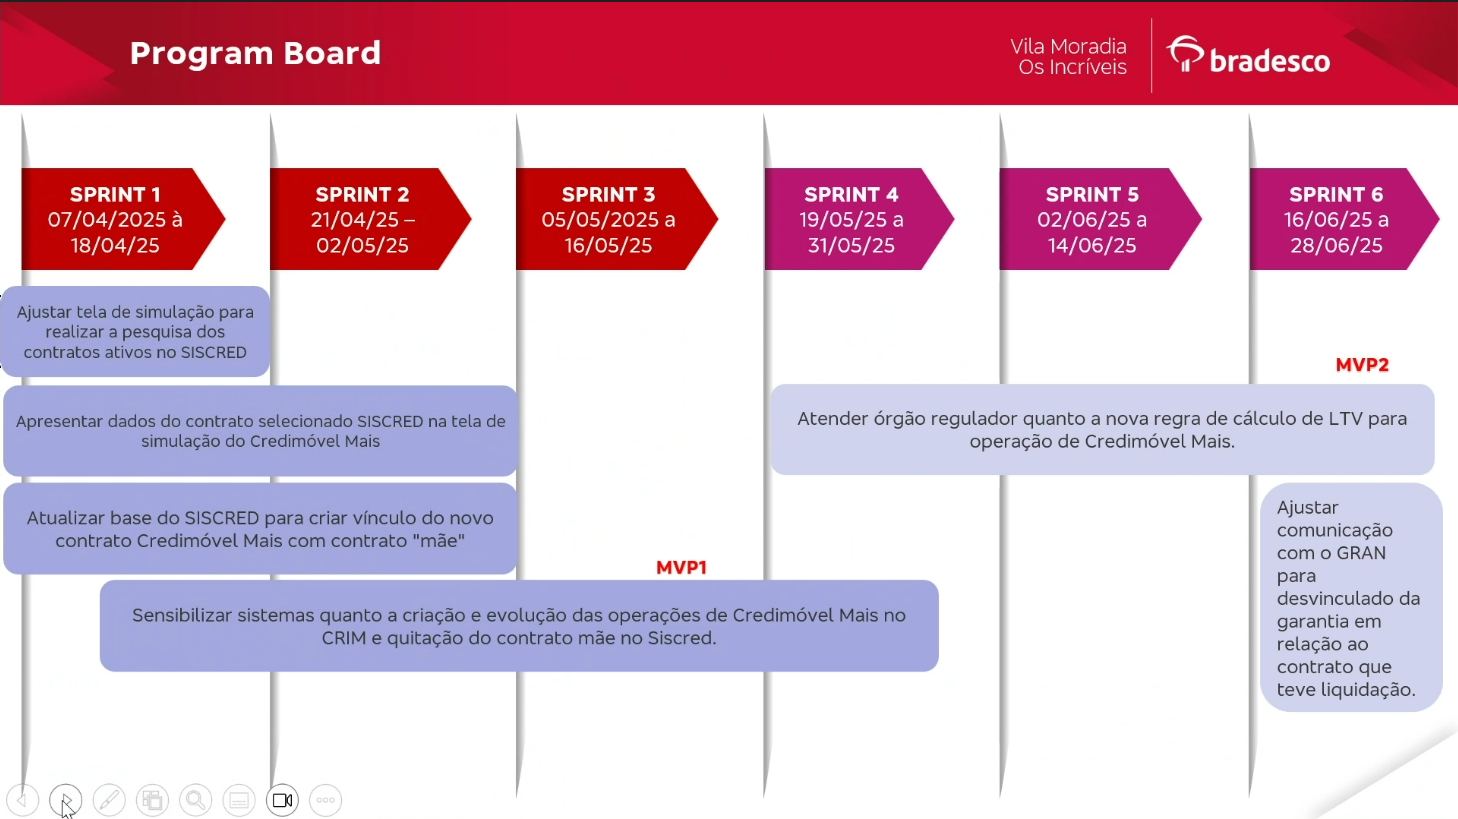 Program Board
Vila Moradia
Os Incríveis
bradesco
SPRINT 1
07/04/2025 à
18/04/25
SPRINT 2
21/04/25 –
02/05/25
SPRINT 3
05/05/2025 a
16/05/25
SPRINT 4
19/05/25 a
31/05/25
SPRINT 5
02/06/25 a
14/06/25
SPRINT 6
16/06/25 a
28/06/25
Ajustar tela de simulação para
realizar a pesquisa dos
contratos ativos no SISCRED
MVP2
Apresentar dados do contrato selecionado SISCRED na tela de
simulação do Credimóvel Mais
Atender órgão regulador quanto a nova regra de cálculo de LTV para
operação de Credimóvel Mais.
Atualizar base do SISCRED para criar vínculo do novo
contrato Credimóvel Mais com contrato "mãe"
MVP1
Sensibilizar sistemas quanto a criação e evolução das operações de Credimóvel Mais no
CRIM e quitação do contrato mãe no Siscred.
Ajustar
comunicação
com o GRAN
para
desvinculado da
garantia em
relação ao
contrato que
teve liquidação.